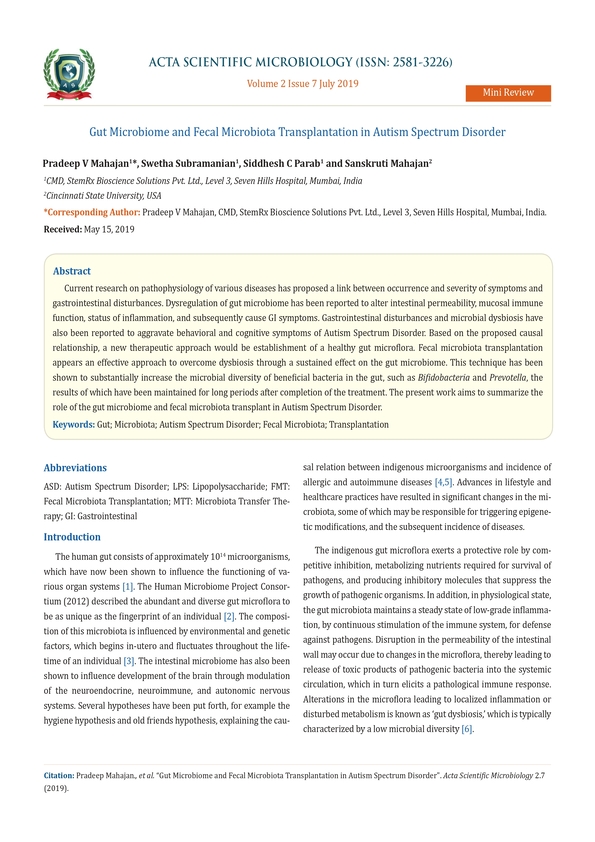 ACTA SCIENTIFIC MICROBIOLOGY (ISSN: 2581-3226)
Volume 2 Issue 7 July 2019
Mini Review
Gut Microbiome and Fecal Microbiota Transplantation in Autism Spectrum Disorder
Pradeep V Mahajan¹*, Swetha Subramanian¹, Siddhesh C Parab¹ and Sanskruti Mahajan²
¹CMD, StemRx Bioscience Solutions Pvt. Ltd., Level 3, Seven Hills Hospital, Mumbai, India
²Cincinnati State University, USA
*Corresponding Author: Pradeep V Mahajan, CMD, StemRx Bioscience Solutions Pvt. Ltd., Level 3, Seven Hills Hospital, Mumbai, India.
Received: May 15, 2019
Abstract
Current research on pathophysiology of various diseases has proposed a link between occurrence and severity of symptoms and
gastrointestinal disturbances. Dysregulation of gut microbiome has been reported to alter intestinal permeability, mucosal immune
function, status of inflammation, and subsequently cause GI symptoms. Gastrointestinal disturbances and microbial dysbiosis have
also been reported to aggravate behavioral and cognitive symptoms of Autism Spectrum Disorder. Based on the proposed causal
relationship, a new therapeutic approach would be establishment of a healthy gut microflora. Fecal microbiota transplantation
appears an effective approach to overcome dysbiosis through a sustained effect on the gut microbiome. This technique has been
shown to substantially increase the microbial diversity of beneficial bacteria in the gut, such as Bifidobacteria and Prevotella, the
results of which have been maintained for long periods after completion of the treatment. The present work aims to summarize the
role of the gut microbiome and fecal microbiota transplant in Autism Spectrum Disorder.
Keywords: Gut; Microbiota; Autism Spectrum Disorder; Fecal Microbiota; Transplantation
Abbreviations
ASD: Autism Spectrum Disorder; LPS: Lipopolysaccharide; FMT:
Fecal Microbiota Transplantation; MTT: Microbiota Transfer The-
rapy; GI: Gastrointestinal
Introduction
The human gut consists of approximately 10¹⁴ microorganisms,
which have now been shown to influence the functioning of va-
rious organ systems [1]. The Human Microbiome Project Consor-
tium (2012) described the abundant and diverse gut microflora to
be as unique as the fingerprint of an individual [2]. The composi-
tion of this microbiota is influenced by environmental and genetic
factors, which begins in-utero and fluctuates throughout the life-
time of an individual [3]. The intestinal microbiome has also been
shown to influence development of the brain through modulation
of the neuroendocrine, neuroimmune, and autonomic nervous
systems. Several hypotheses have been put forth, for example the
hygiene hypothesis and old friends hypothesis, explaining the cau-
sal relation between indigenous microorganisms and incidence of
allergic and autoimmune diseases [4,5]. Advances in lifestyle and
healthcare practices have resulted in significant changes in the mi-
crobiota, some of which may be responsible for triggering epigene-
tic modifications, and the subsequent incidence of diseases.
The indigenous gut microflora exerts a protective role by com-
petitive inhibition, metabolizing nutrients required for survival of
pathogens, and producing inhibitory molecules that suppress the
growth of pathogenic organisms. In addition, in physiological state,
the gut microbiota maintains a steady state of low-grade inflamma-
tion, by continuous stimulation of the immune system, for defense
against pathogens. Disruption in the permeability of the intestinal
wall may occur due to changes in the microflora, thereby leading to
release of toxic products of pathogenic bacteria into the systemic
circulation, which in turn elicits a pathological immune response.
Alterations in the microflora leading to localized inflammation or
disturbed metabolism is known as 'gut dysbiosis,' which is typically
characterized by a low microbial diversity [6].
Citation: Pradeep Mahajan., et al. "Gut Microbiome and Fecal Microbiota Transplantation in Autism Spectrum Disorder". Acta Scientific Microbiology 2.7
(2019).